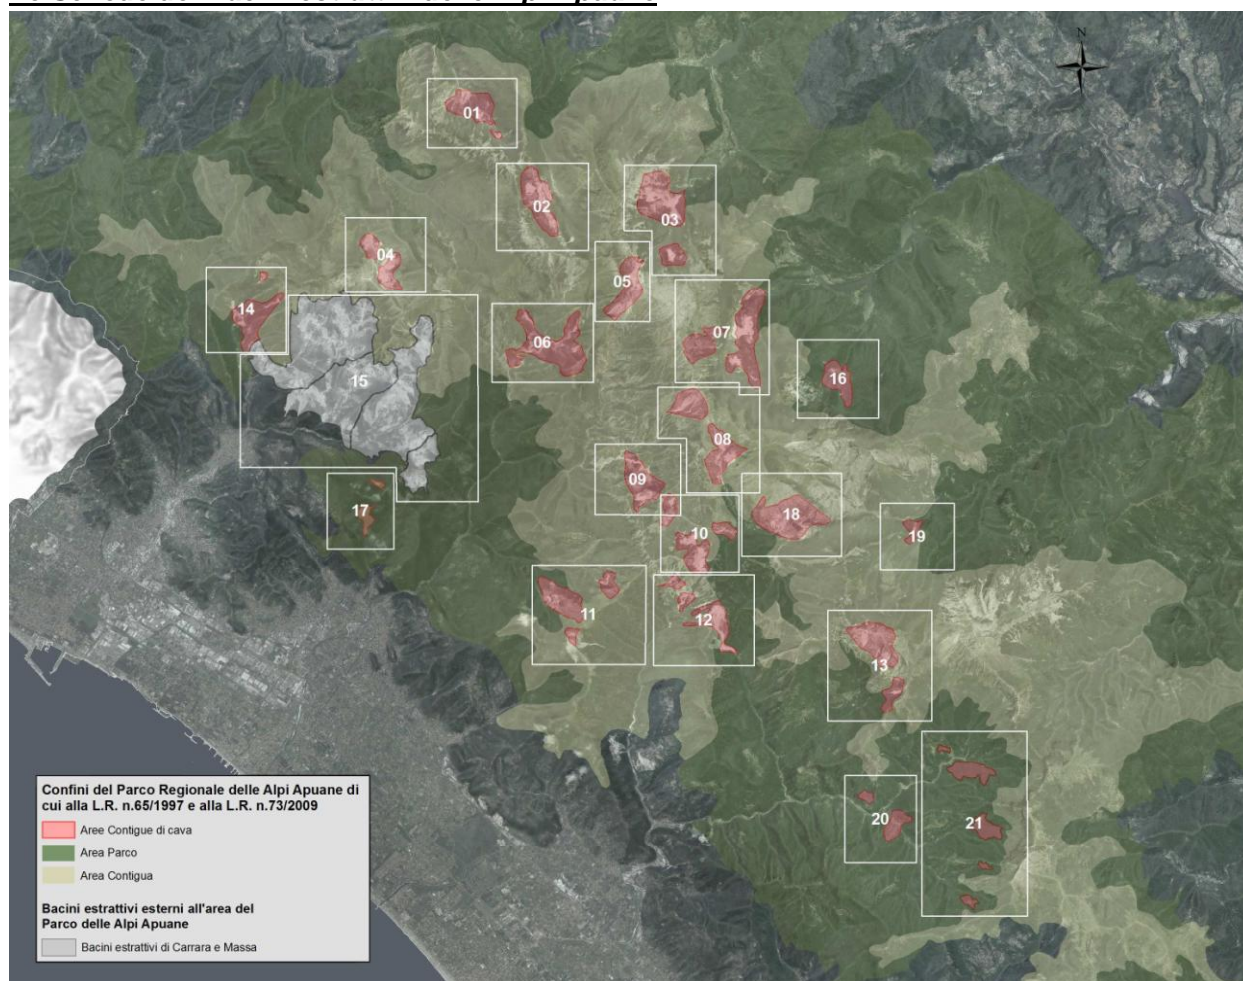 N
01
02
03
04
05
14
06
07
15
16
08
09
17
18
10
19
11
12
13
20
21
Confini del Parco Regionale delle Alpi Apuane di
cui alla L.R. n.65/1997 e alla L.R. n.73/2009
Aree Contigue di cava
Area Parco
Area Contigua
Bacini estrattivi esterni all'area del
Parco delle Alpi Apuane
Bacini estrattivi di Carrara e Massa